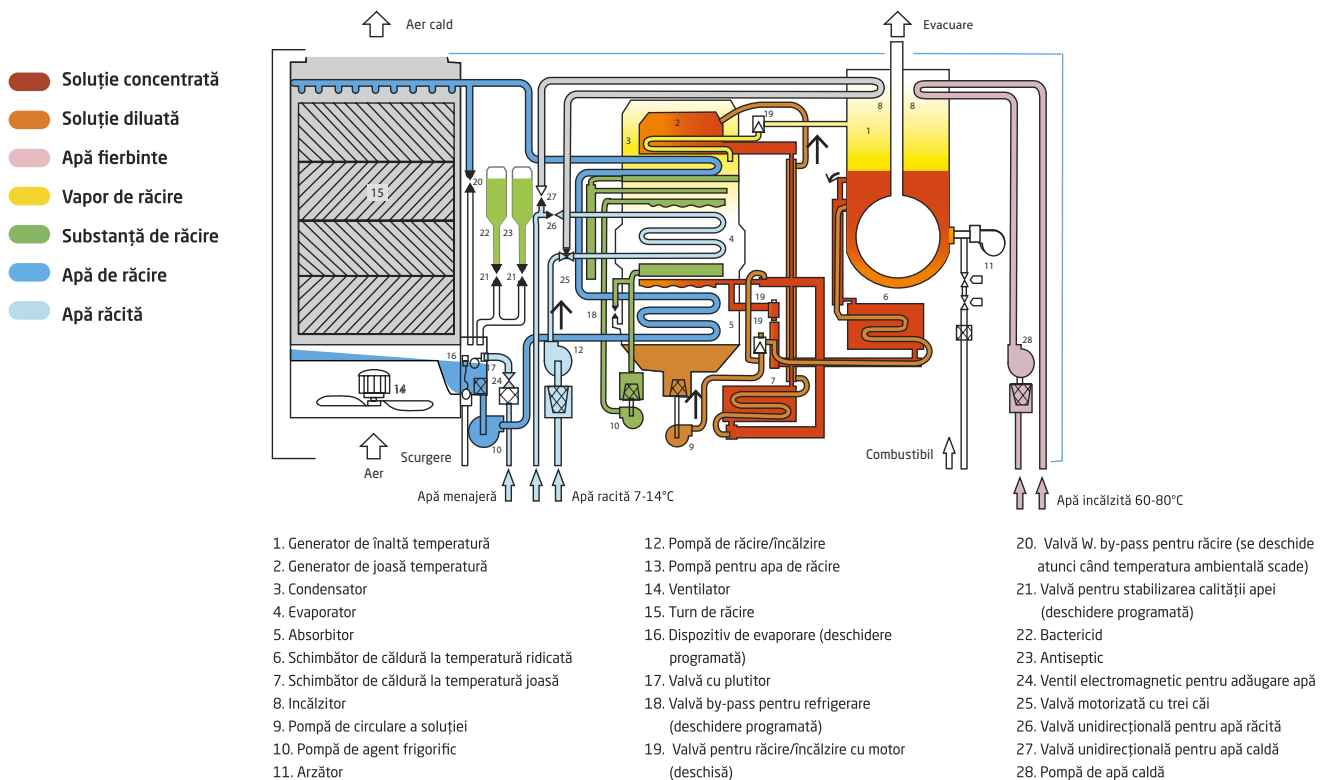 Aer cald
Evacuare
Soluție concentrată
Soluție diluată
Apă fierbinte
Vapor de răcire
Substanță de răcire
Apă de răcire
Apă răcită
8
8
19
2
1
3
15
20
27
26
22
23
4
21
21
25
11
18
19
6
19
5
16
17
12
28
24
7
14
10
10
9
Scurgere
Aer
Combustibil
Apă menajeră
Apă racită 7-14°C
Apă incălzită 60-80°C
1. Generator de înaltă temperatură
2. Generator de joasă temperatură
3. Condensator
4. Evaporator
5. Absorbitor
6. Schimbător de căldură la temperatură ridicată
7. Schimbător de căldură la temperatură joasă
8. Incălzitor
9. Pompă de circulare a soluției
10. Pompă de agent frigorific
11. Arzător
12. Pompă de răcire/încălzire
13. Pompă pentru apa de răcire
14. Ventilator
15. Turn de răcire
16. Dispozitiv de evaporare (deschidere
programată)
17. Valvă cu plutitor
18. Valvă by-pass pentru refrigerare
(deschidere programată)
19. Valvă pentru răcire/încălzire cu motor
(deschisă)
20. Valvă W. by-pass pentru răcire (se deschide
atunci când temperatura ambientală scade)
21. Valvă pentru stabilizarea calității apei
(deschidere programată)
22. Bactericid
23. Antiseptic
24. Ventil electromagnetic pentru adăugare apă
25. Valvă motorizată cu trei căi
26. Valvă unidirecțională pentru apă răcită
27. Valvă unidirecțională pentru apă caldă
28. Pompă de apă caldă